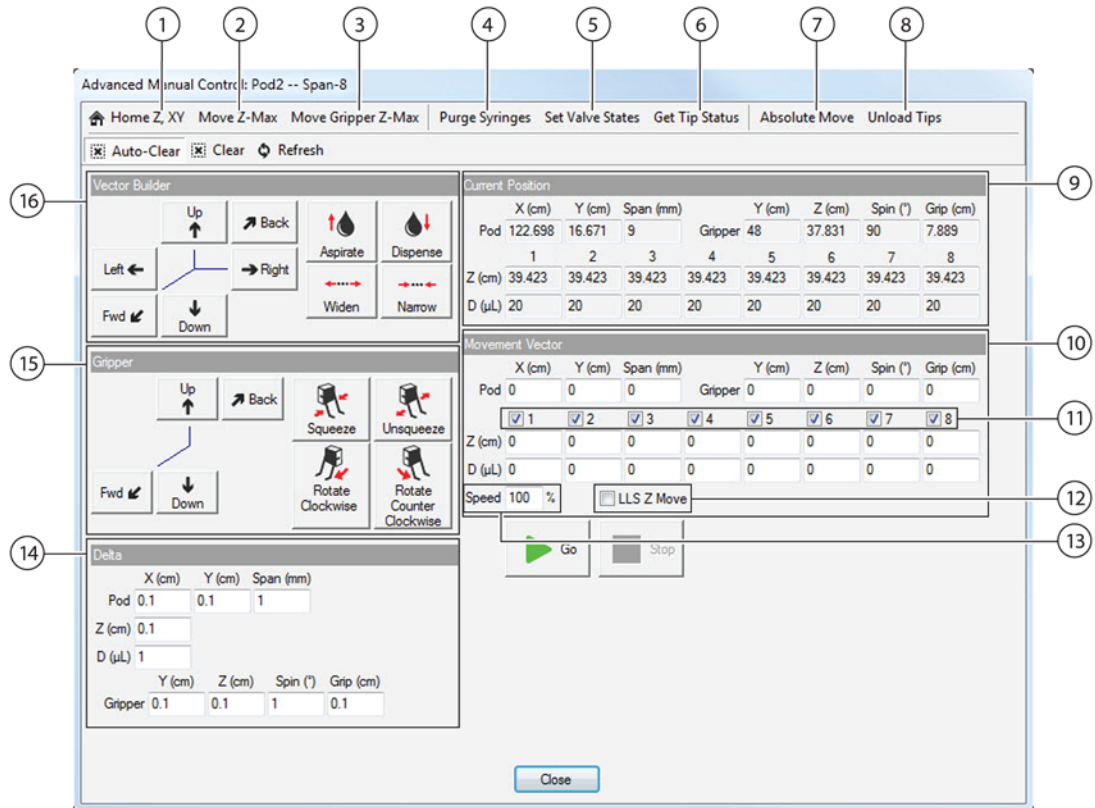 1 2 3 4 5 6 7 8
Advanced Manual Control: Pod2 -- Span-8
Home Z, XY Move Z-Max Move Gripper Z-Max Purge Syringes Set Valve States Get Tip Status Absolute Move Unload Tips
Auto-Clear Clear Refresh
16
Vector Builder
Up
Back
Left
Right
Fwd
Down
Aspirate Dispense
Widen Narrow
9
Current Position
X (cm) Y (cm) Span (mm) Y (cm) Z (cm) Spin (°) Grip (cm)
Pod 122.698 16.671 9 Gripper 48 37.831 90 7.889
1 2 3 4 5 6 7 8
Z (cm) 39.423 39.423 39.423 39.423 39.423 39.423 39.423 39.423
D (µL) 20 20 20 20 20 20 20 20
15
Gripper
Up
Back
Fwd
Down
Squeeze Unsqueeze
Rotate
Clockwise
Rotate
Counter
Clockwise
10
Movement Vector
X (cm) Y (cm) Span (mm) Y (cm) Z (cm) Spin (°) Grip (cm)
Pod 0 0 0 Gripper 0 0 0 0
1 2 3 4 5 6 7 8
11
Z (cm) 0 0 0 0 0 0 0 0
D (µL) 0 0 0 0 0 0 0 0
Speed 100 % LLS Z Move
12
13
Go Stop
14
Delta
X (cm) Y (cm) Span (mm)
Pod 0.1 0.1 1
Z (cm) 0.1
D (µL) 1
Y (cm) Z (cm) Spin (°) Grip (cm)
Gripper 0.1 0.1 1 0.1
Close